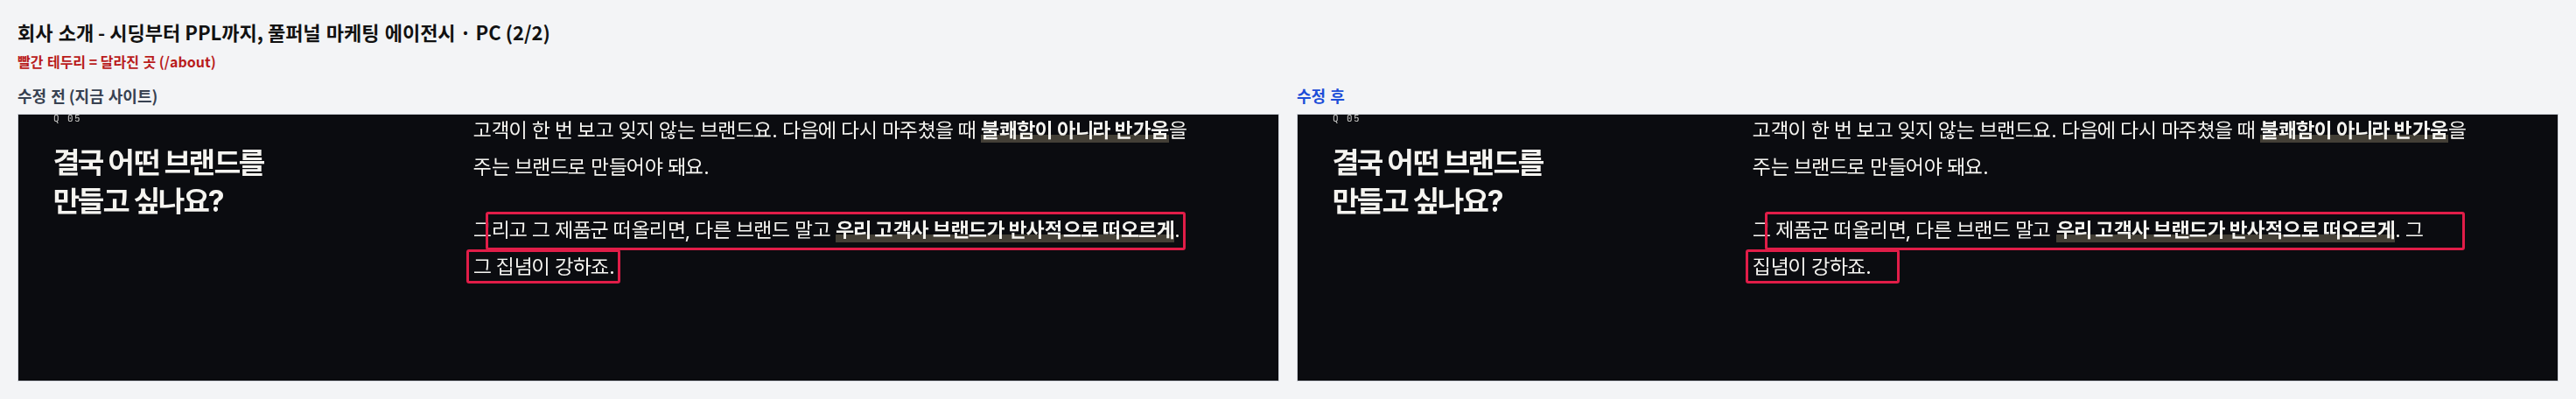 회사 소개 - 시딩부터 PPL까지, 풀퍼널 마케팅 에이전시 · PC (2/2)
빨간 테두리 = 달라진 곳 (/about)
수정 전 (지금 사이트)
Q 05
결국 어떤 브랜드를
만들고 싶나요?
고객이 한 번 보고 잊지 않는 브랜드요. 다음에 다시 마주쳤을 때 불쾌함이 아니라 반가움을
주는 브랜드로 만들어야 돼요.
그리고 그 제품군 떠올리면, 다른 브랜드 말고 우리 고객사 브랜드가 반사적으로 떠오르게.
그 집념이 강하죠.
수정 후
Q 05
결국 어떤 브랜드를
만들고 싶나요?
고객이 한 번 보고 잊지 않는 브랜드요. 다음에 다시 마주쳤을 때 불쾌함이 아니라 반가움을
주는 브랜드로 만들어야 돼요.
그 제품군 떠올리면, 다른 브랜드 말고 우리 고객사 브랜드가 반사적으로 떠오르게. 그
집념이 강하죠.